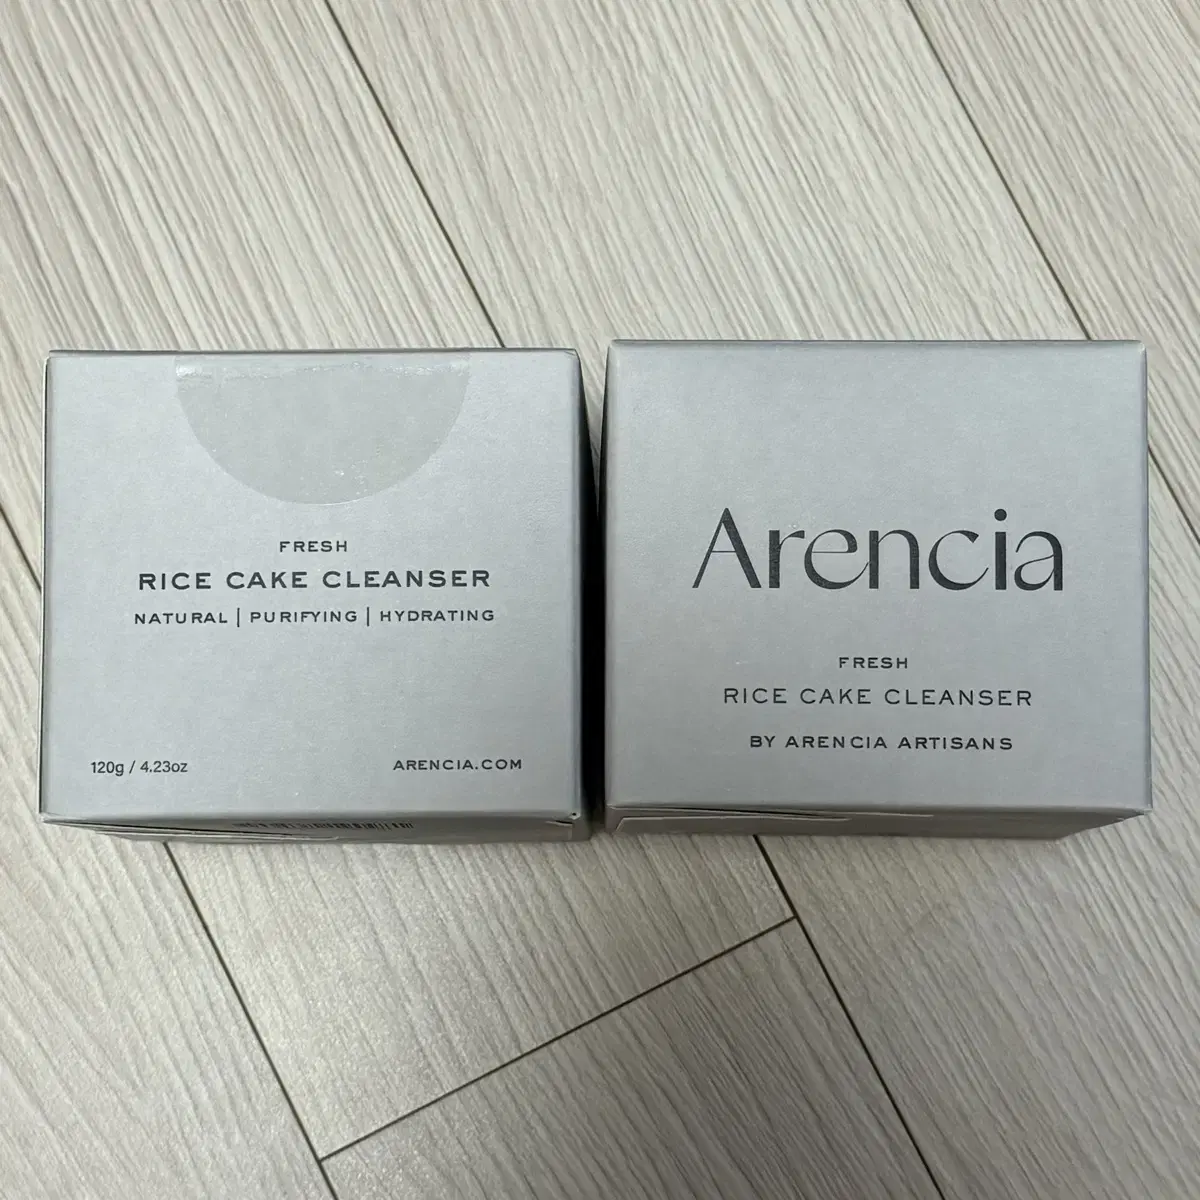 FRESH
RICE CAKE CLEANSER
NATURAL | PURIFYING | HYDRATING
120g / 4.23oz
ARENCIA.COM
Arencia
FRESH
RICE CAKE CLEANSER
BY ARENCIA ARTISANS